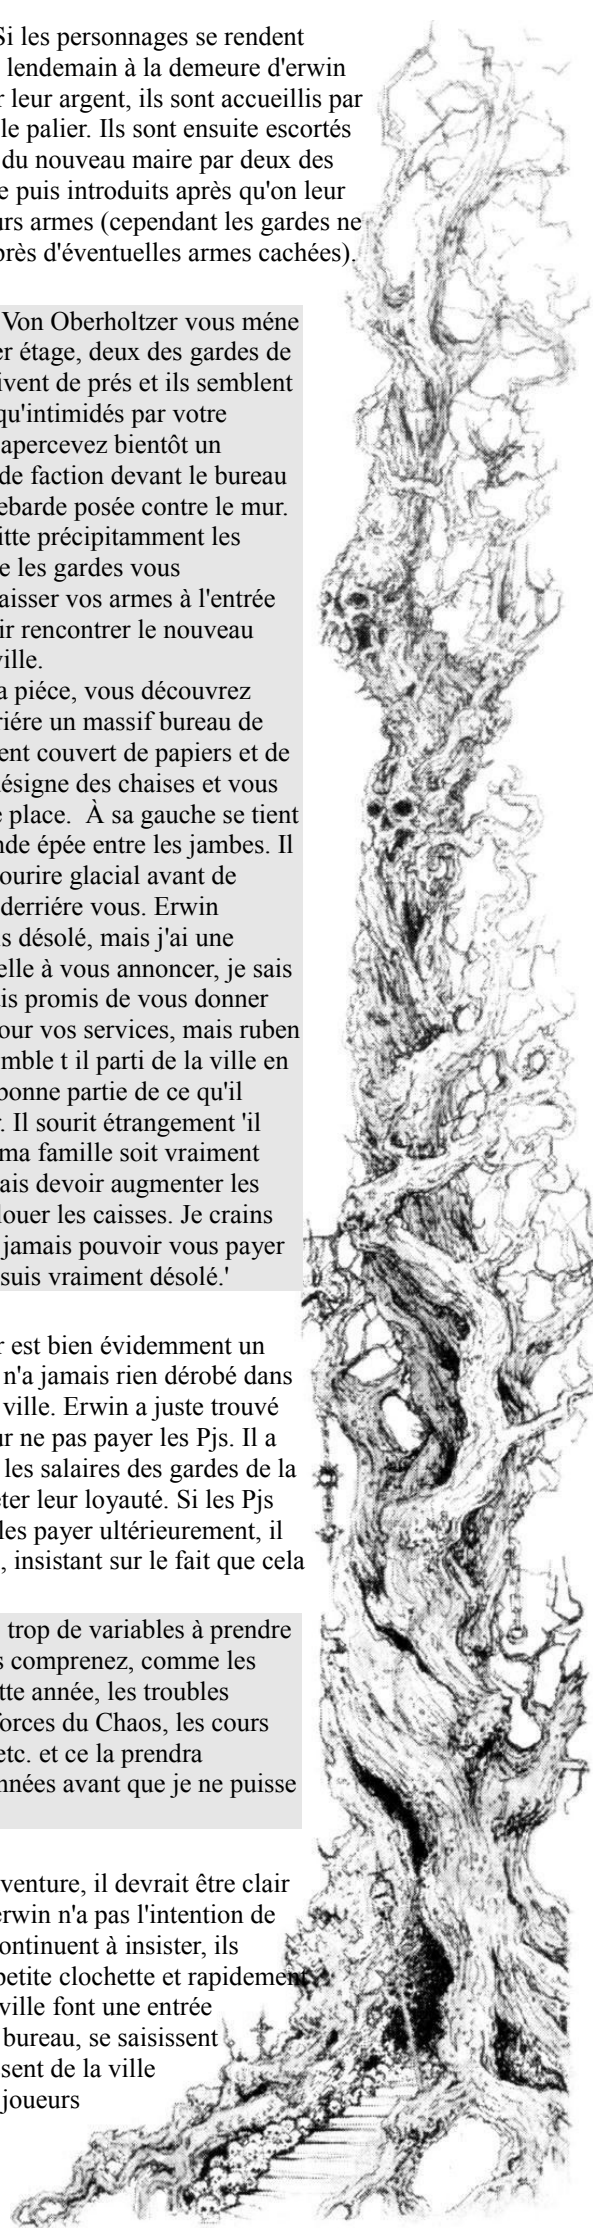 Si les personnages se rendent
lendemain à la demeure d'erwin
r leur argent, ils sont accueillis par
le palier. Ils sont ensuite escortés
du nouveau maire par deux des
e puis introduits après qu'on leur
urs armes (cependant les gardes ne
près d'éventuelles armes cachées).
Von Oberholtzer vous méne
er étage, deux des gardes de
ivent de prés et ils semblent
qu'intimidés par votre
apercevez bientôt un
de faction devant le bureau
ebarde posée contre le mur.
itte précipitamment les
e les gardes vous
aisser vos armes à l'entrée
ir rencontrer le nouveau
ville.
a piéce, vous découvrez
riére un massif bureau de
ent couvert de papiers et de
lésigne des chaises et vous
e place. À sa gauche se tient
nde épée entre les jambes. Il
ourire glacial avant de
derriére vous. Erwin
is désolé, mais j'ai une
elle à vous annoncer, je sais
is promis de vous donner
our vos services, mais ruben
mble t il parti de la ville en
bonne partie de ce qu'il
r. Il sourit étrangement 'il
ma famille soit vraiment
ais devoir augmenter les
louer les caisses. Je crains
jamais pouvoir vous payer
suis vraiment désolé.'
r est bien évidemment un
n'a jamais rien dérobé dans
ville. Erwin a juste trouvé
ur ne pas payer les Pjs. Il a
les salaires des gardes de la
ter leur loyauté. Si les Pjs
les payer ultérieurement, il
, insistant sur le fait que cela
trop de variables à prendre
s comprenez, comme les
tte année, les troubles
forces du Chaos, les cours
etc. et ce la prendra
nnées avant que je ne puisse
venture, il devrait être clair
erwin n'a pas l'intention de
ontinuent à insister, ils
petite clochette et rapidement
ville font une entrée
bureau, se saisissent
sent de la ville
joueurs